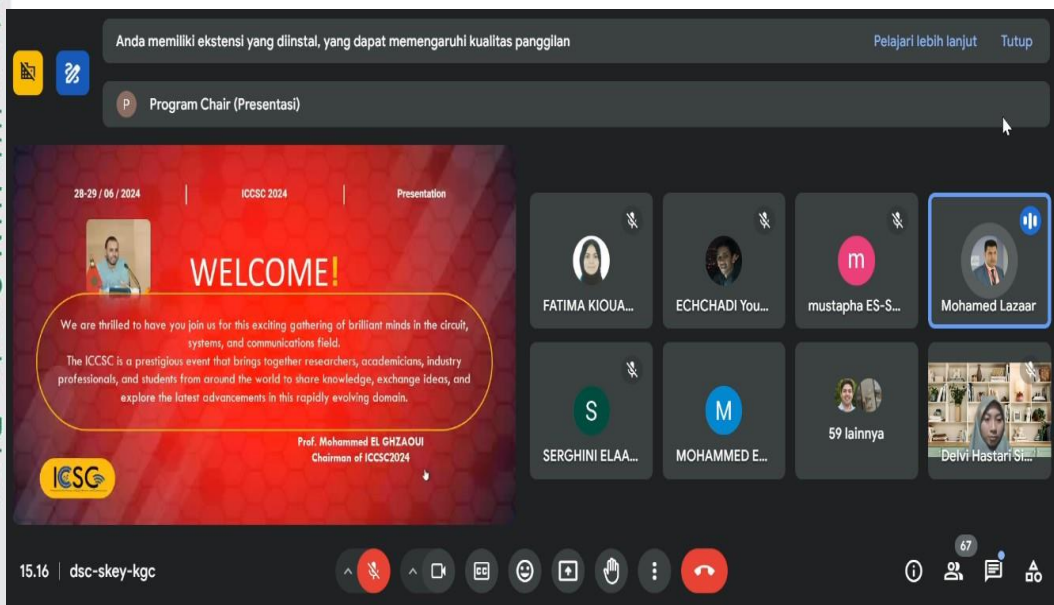 Anda memiliki ekstensi yang diinstal, yang dapat memengaruhi kualitas panggilan
Pelajari lebih lanjut
Tutup
P
Program Chair (Presentasi)
28-29 / 06 / 2024
ICCSC 2024
Presentation
WELCOME!
We are thrilled to have you join us for this exciting gathering of brilliant minds in the circuit,
systems, and communications field.
The ICCSC is a prestigious event that brings together researchers, academicians, industry
professionals, and students from around the world to share knowledge, exchange ideas, and
explore the latest advancements in this rapidly evolving domain.
Prof. Mohammed EL GHZAOUI
Chairman of ICCSC2024
FATIMA KIOUA...
ECHCHADI You...
m
mustapha ES-S...
Mohamed Lazaar
S
SERGHINI ELAA...
M
MOHAMMED E...
59 lainnya
Delvi Hastari Si...
15.16 | dsc-skey-kgc
CC
67